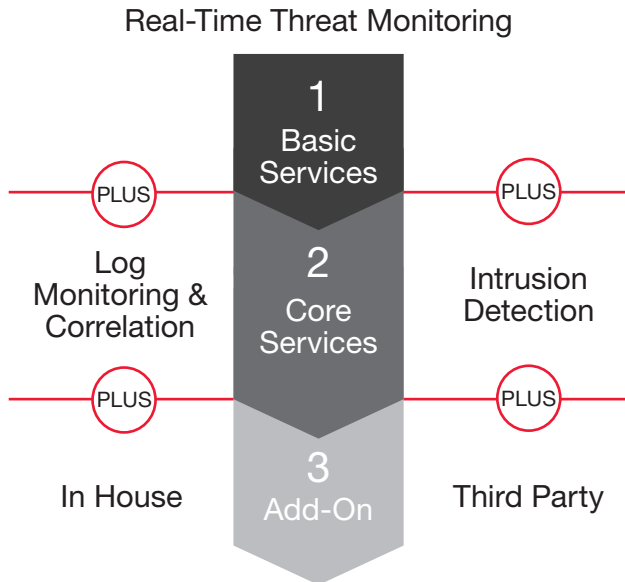 Real-Time Threat Monitoring
1
Basic
Services
PLUS
PLUS
Log
Monitoring &
Correlation
2
Core
Services
Intrusion
Detection
PLUS
PLUS
In House
3
Add-On
Third Party